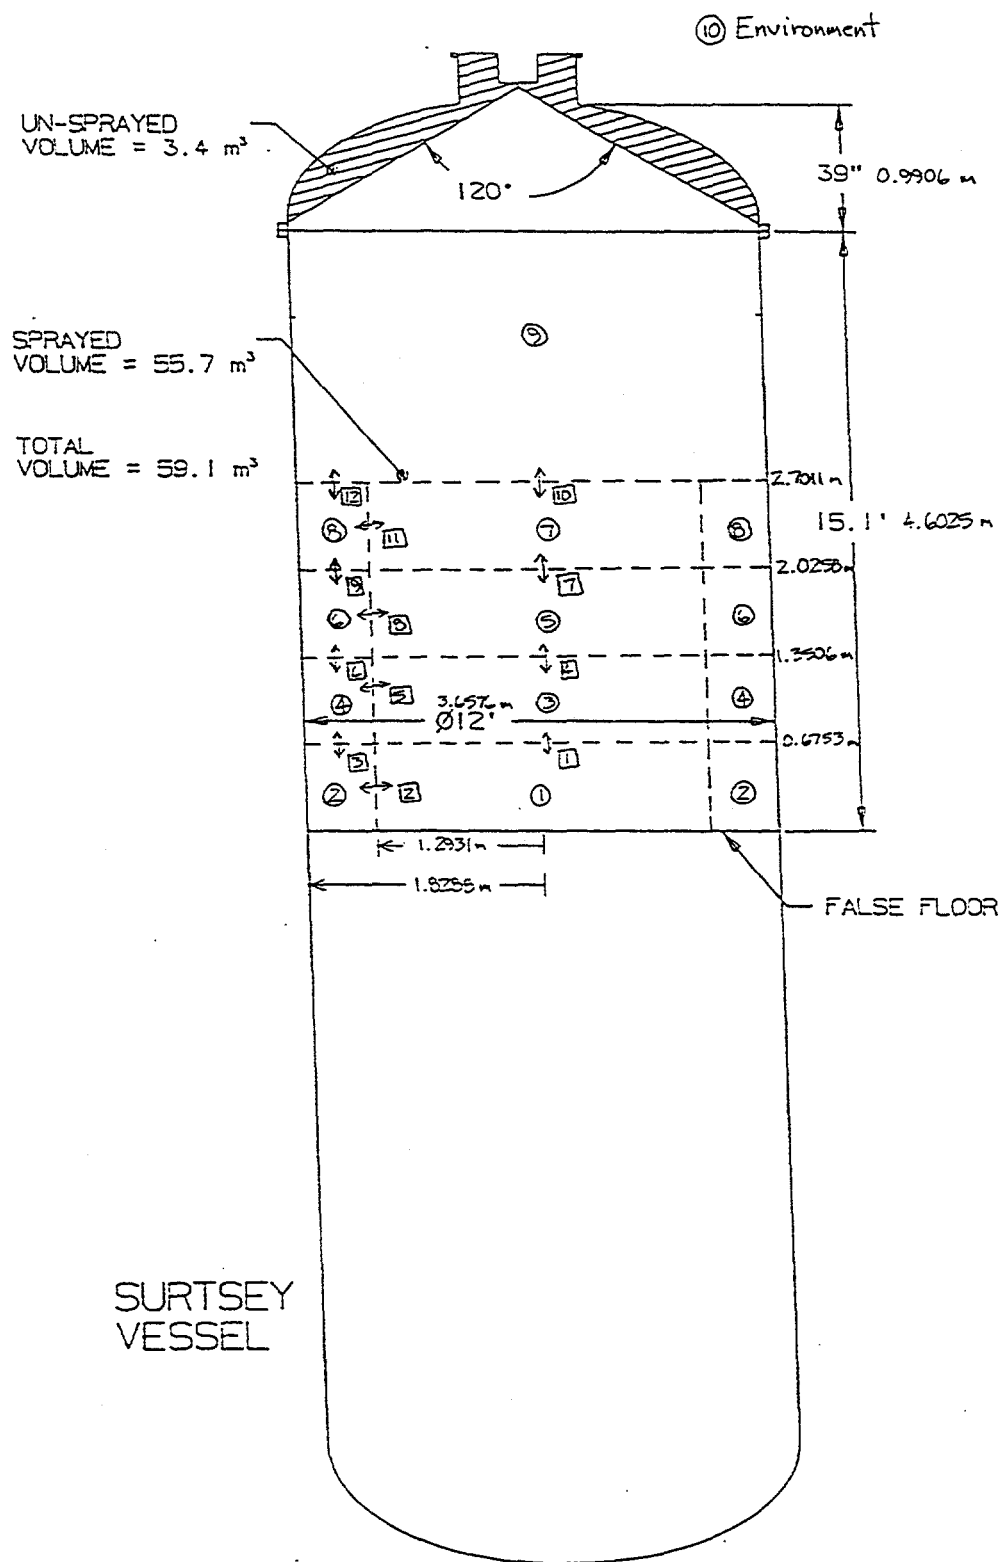 ⑩ Environment
UN-SPRAYED
VOLUME = 3.4 m³
120°
39" 0.9906 m
⑨
SPRAYED
VOLUME = 55.7 m³
TOTAL
VOLUME = 59.1 m³
2.7011 m
12
10
⑧
11
⑦
⑧
15.1' 4.6025 m
2.0258 m
9
7
⑥
8
⑤
⑥
1.3506 m
6
4
④
5
③
④
3.6576 m
Ø12'
0.6753 m
3
1
②
2
①
②
1.2931 m
1.8288 m
FALSE FLOOR
SURTSEY
VESSEL